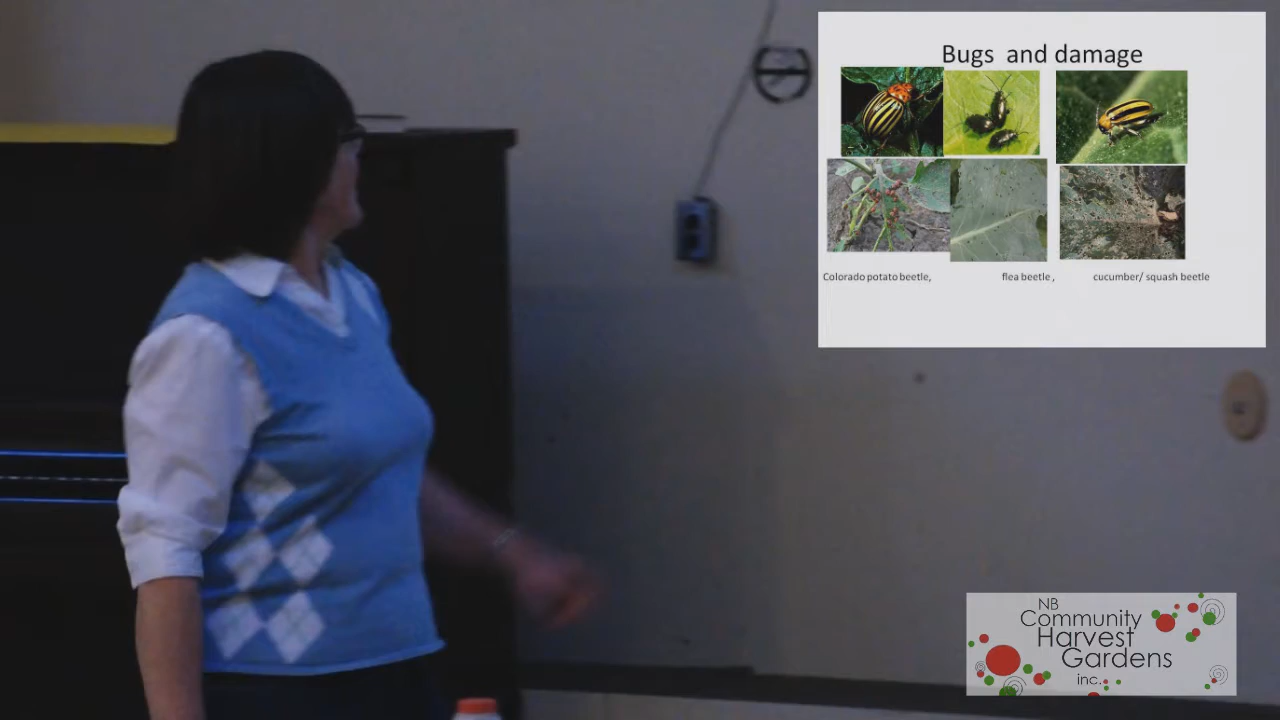 Bugs and damage
Colorado potato beetle, flea beetle , cucumber/ squash beetle
NB
Community
Harvest
Gardens
inc.